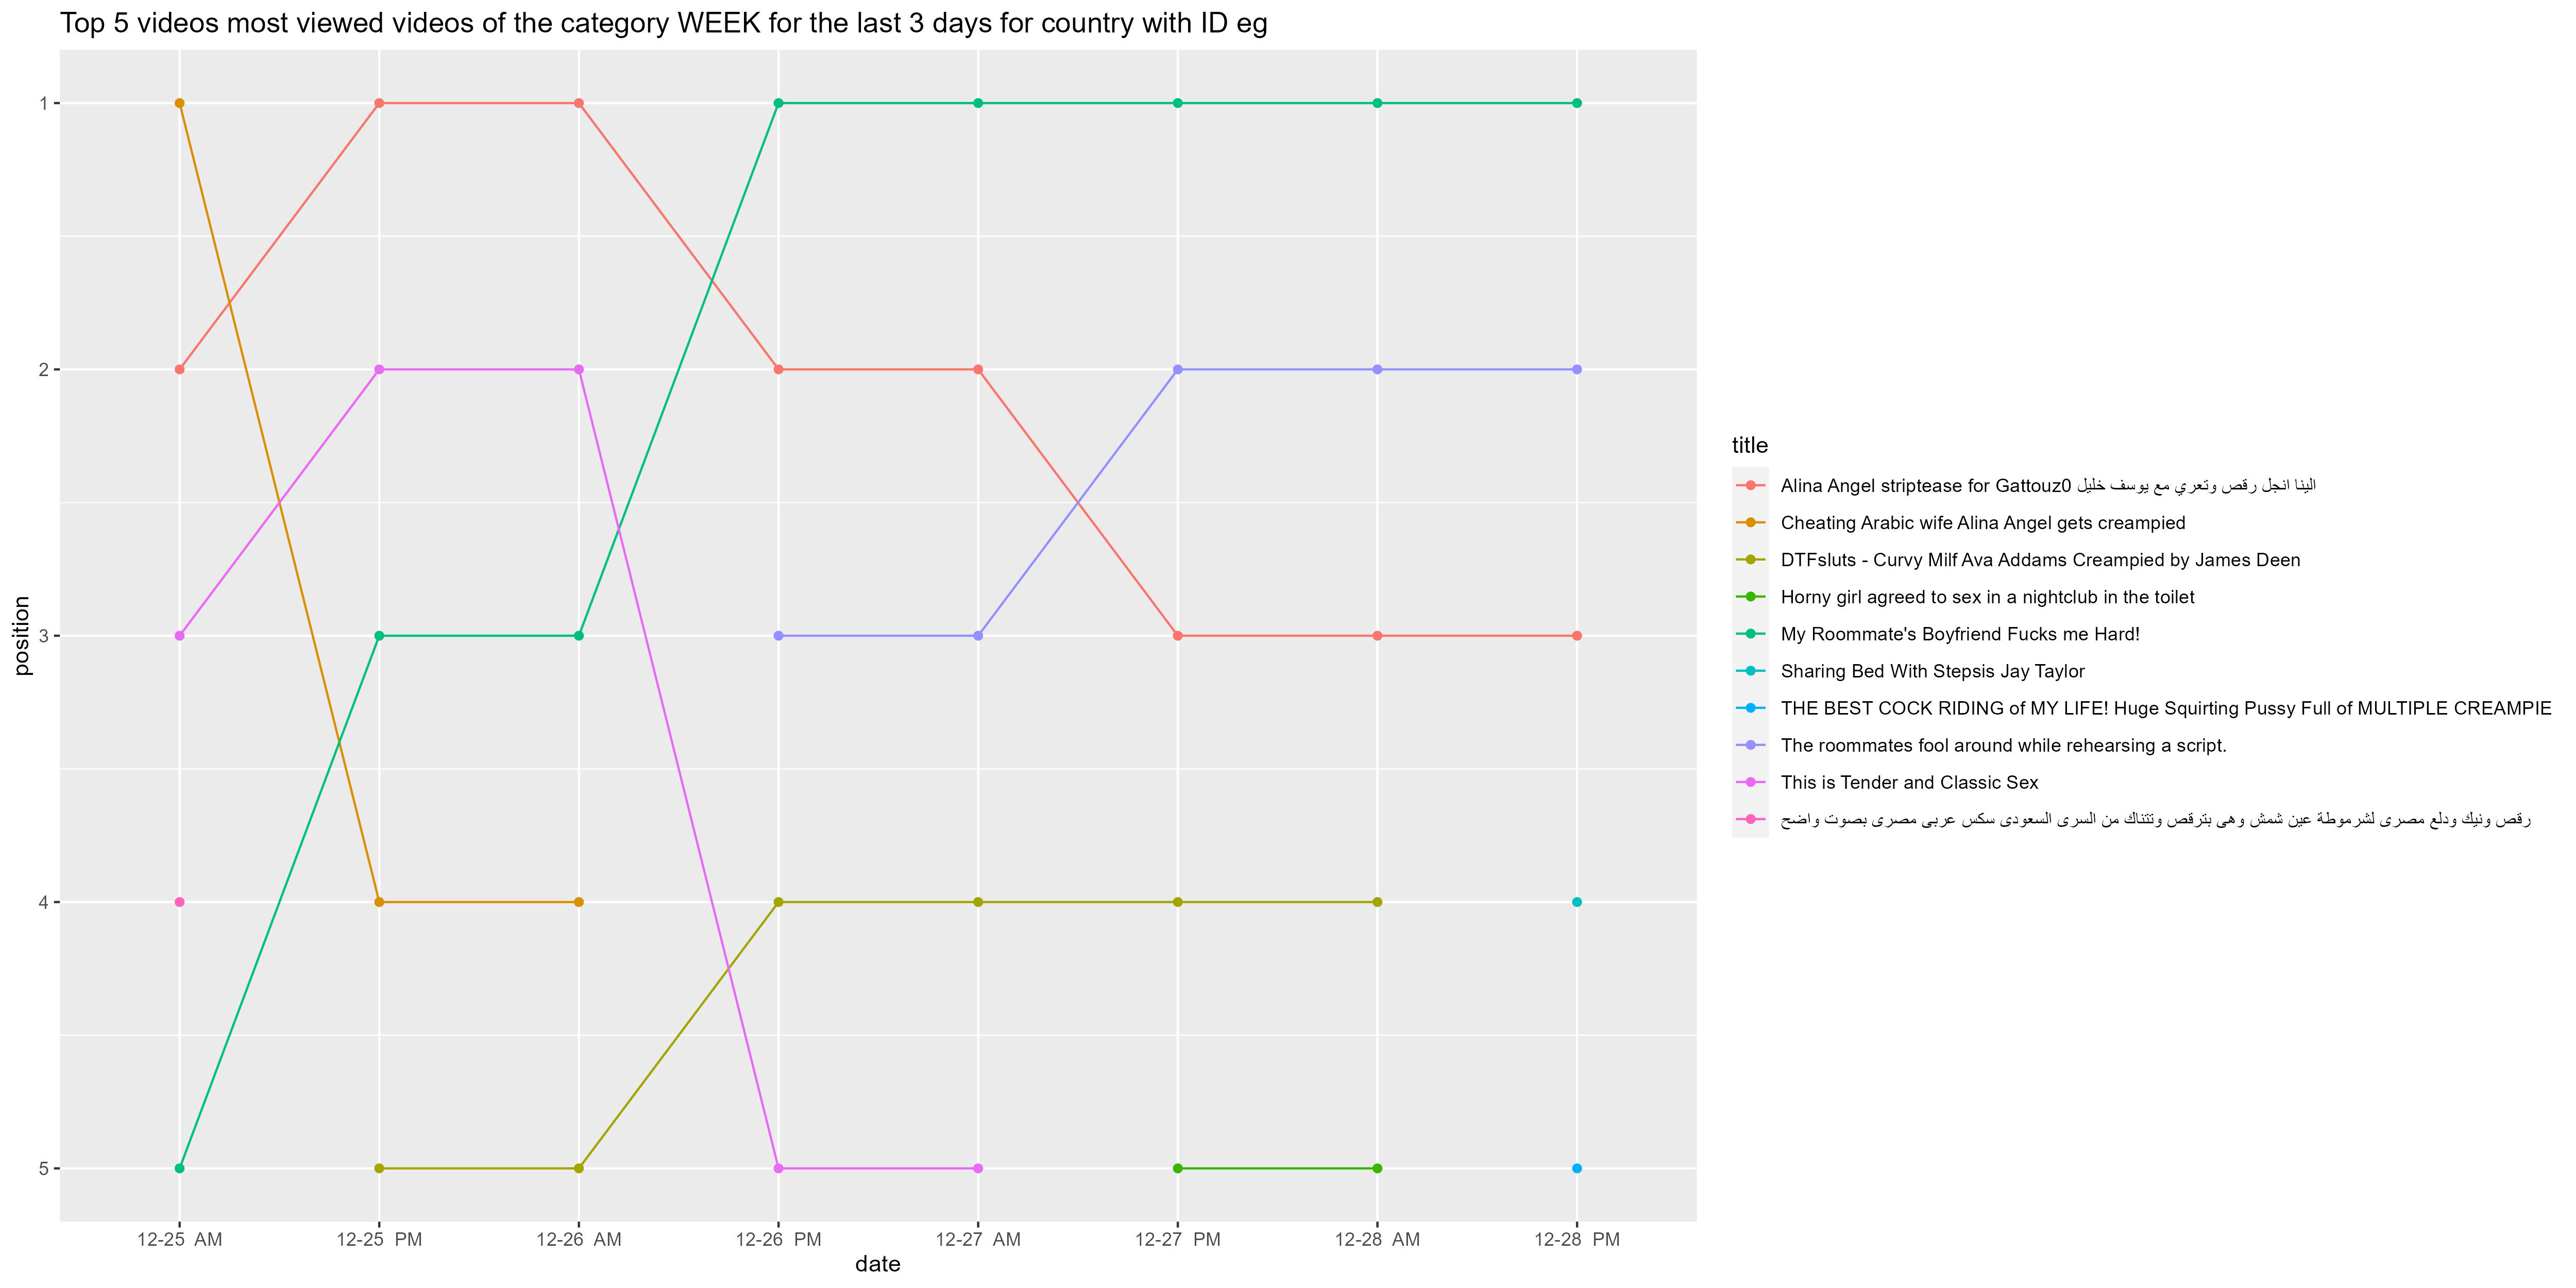 Top 5 videos most viewed videos of the category WEEK for the last 3 days for country with ID eg
position
1
2
3
4
5
12-25 AM
12-25 PM
12-26 AM
12-26 PM
12-27 AM
12-27 PM
12-28 AM
12-28 PM
date
title
Alina Angel striptease for Gattouz0 الينا انجل رقص وتعري مع يوسف خليل
Cheating Arabic wife Alina Angel gets creampied
DTFsluts - Curvy Milf Ava Addams Creampied by James Deen
Horny girl agreed to sex in a nightclub in the toilet
My Roommate's Boyfriend Fucks me Hard!
Sharing Bed With Stepsis Jay Taylor
THE BEST COCK RIDING of MY LIFE! Huge Squirting Pussy Full of MULTIPLE CREAMPIE
The roommates fool around while rehearsing a script.
This is Tender and Classic Sex
رقص ونيك ودلع مصرى لشرموطة عين شمش وهى بترقص وتتناك من السرى السعودى سكس عربى مصرى بصوت واضح